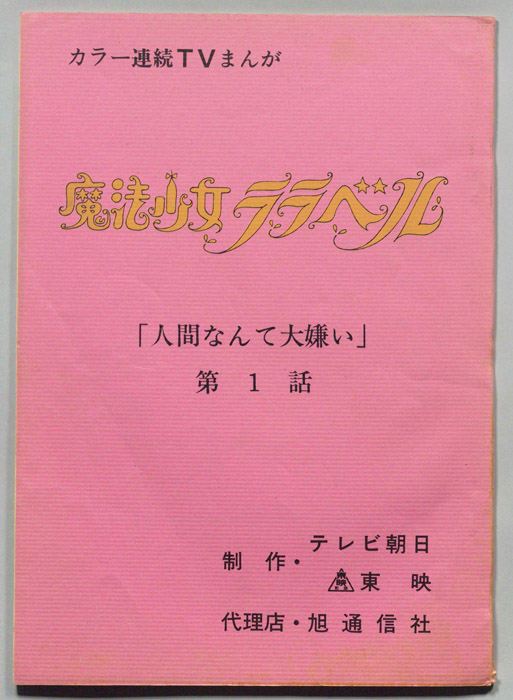 カラー連続TVまんが
魔法少女ララベル
「人間なんて大嫌い」
第 1 話
制 作・テレビ朝日
東映 東 映
代理店・旭通信社